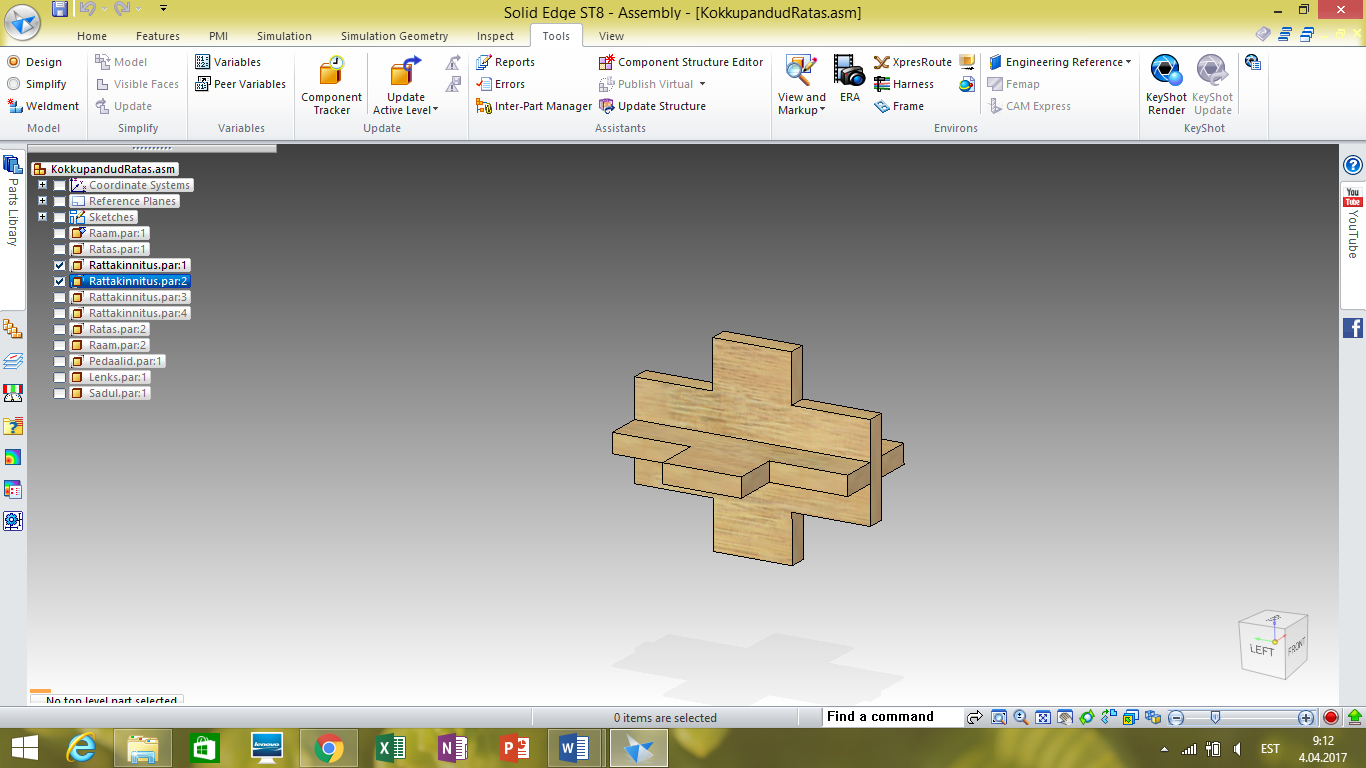 Solid Edge ST8 - Assembly - [KokkupandudRatas.asm]
Home Features PMI Simulation Simulation Geometry Inspect Tools View
Design Model Variables Reports Component Structure Editor XpresRoute Engineering Reference
Simplify Visible Faces Peer Variables Errors Publish Virtual Harness Femap
Weldment Update Inter-Part Manager Update Structure Frame CAM Express
Component Tracker
Update Active Level
View and Markup
ERA
KeyShot Render
KeyShot Update
Model Simplify Variables Update Assistants Environs KeyShot
Parts Library
KokkupandudRatas.asm
Coordinate Systems
Reference Planes
Sketches
Raam.par:1
Ratas.par:1
Rattakinnitus.par:1
Rattakinnitus.par:2
Rattakinnitus.par:3
Rattakinnitus.par:4
Ratas.par:2
Raam.par:2
Pedaalid.par:1
Lenks.par:1
Sadul.par:1
You
Tube
YouTube
TOP
LEFT
FRONT
No top level part selected
0 items are selected
Find a command
lenovo
EST
9:12
4.04.2017